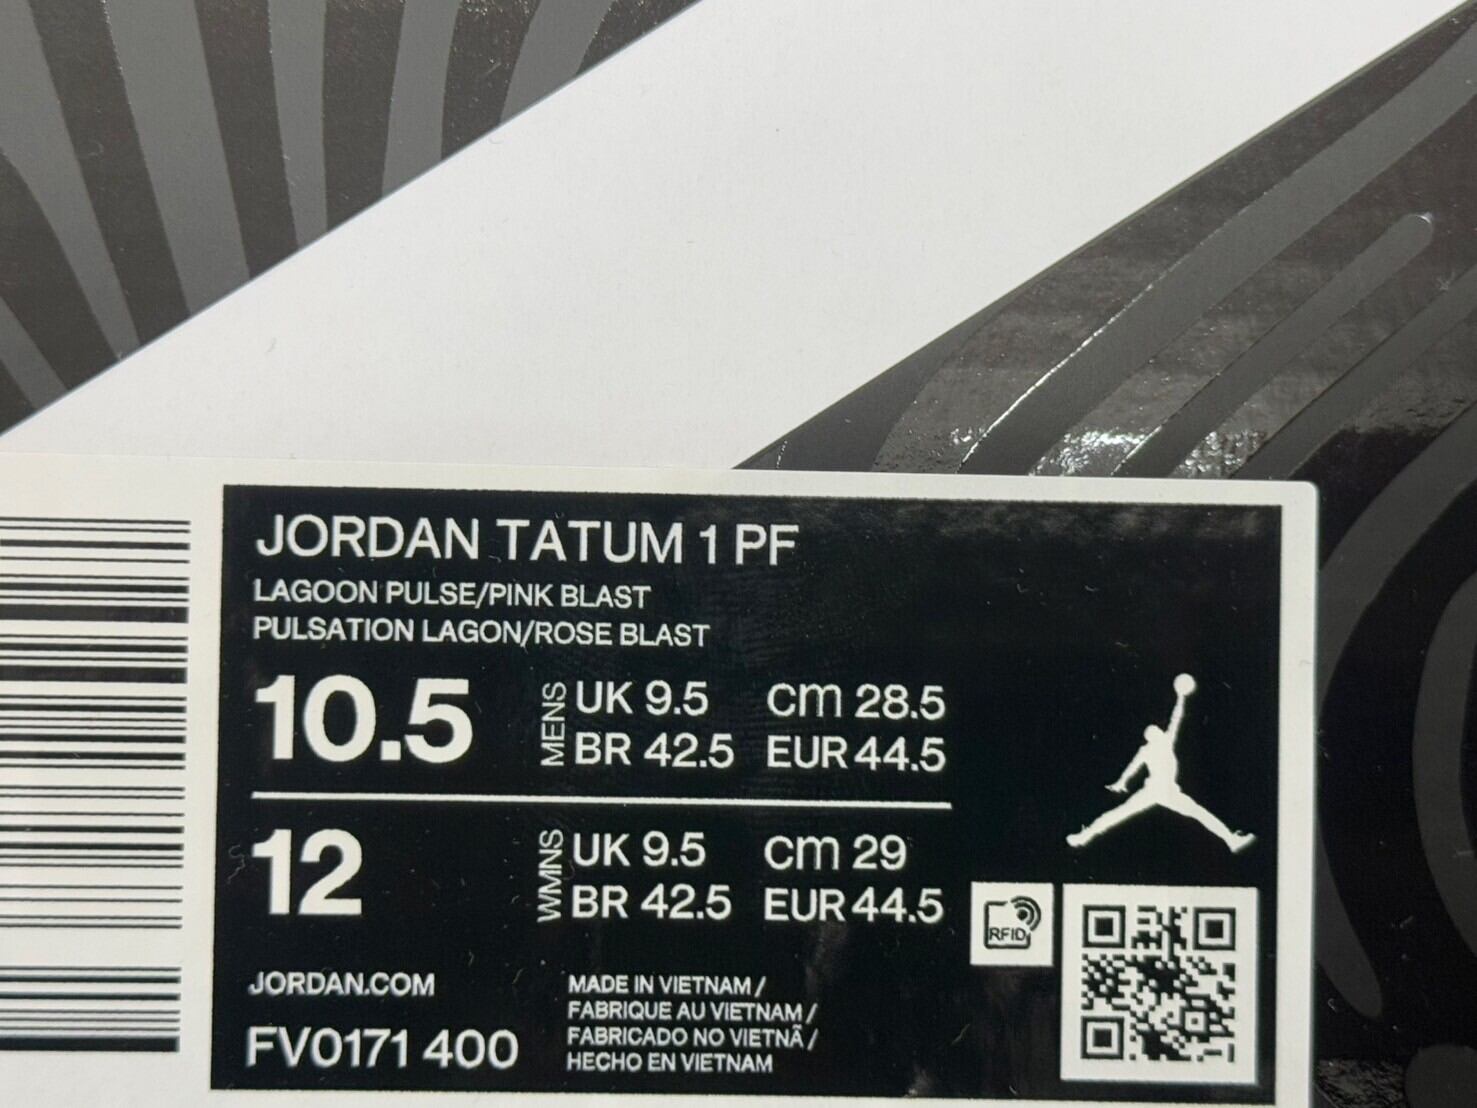 JORDAN TATUM 1 PF
LAGOON PULSE/PINK BLAST
PULSATION LAGON/ROSE BLAST
10.5 MENS UK 9.5 cm 28.5
BR 42.5 EUR 44.5
12 WMNS UK 9.5 cm 29
BR 42.5 EUR 44.5
RFID
JORDAN.COM
FV0171 400
MADE IN VIETNAM /
FABRIQUE AU VIETNAM /
FABRICADO NO VIETNÃ /
HECHO EN VIETNAM